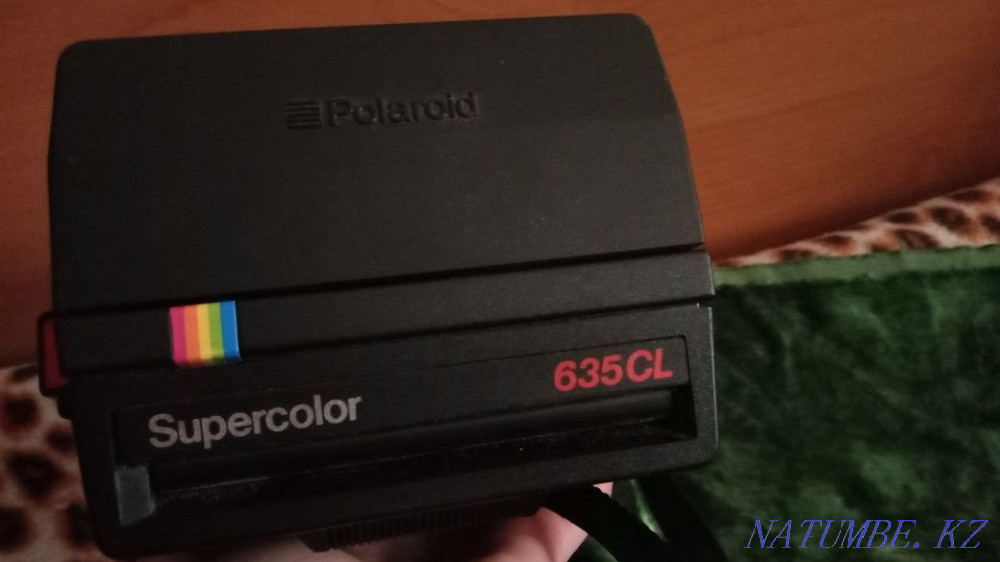 Polaroid
635CL
Supercolor
NATUMBE.KZ